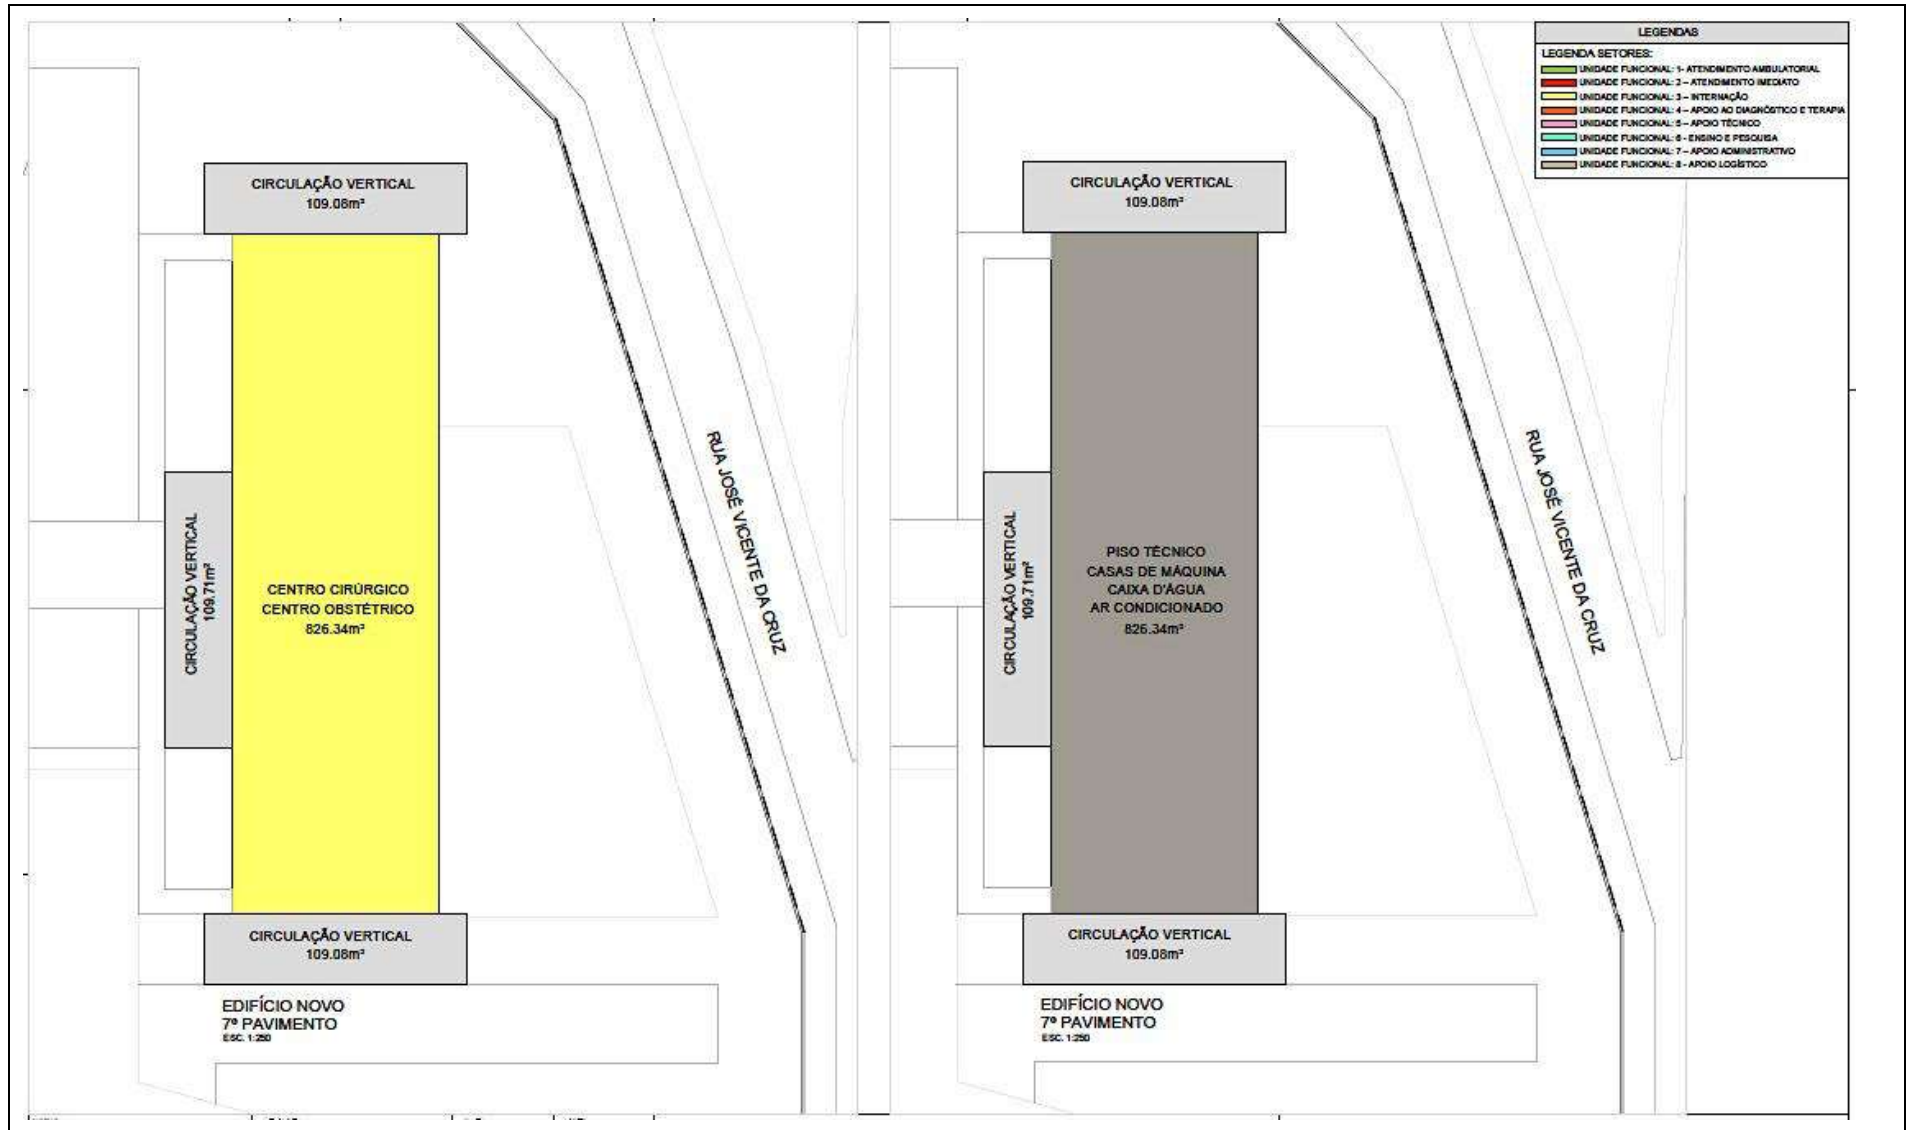 CIRCULAÇÃO VERTICAL
109.08m²
CIRCULAÇÃO VERTICAL
109.71m²
CENTRO CIRÚRGICO
CENTRO OBSTÉTRICO
826.34m²
RUA JOSÉ VICENTE DA CRUZ
CIRCULAÇÃO VERTICAL
109.08m²
EDIFÍCIO NOVO
7º PAVIMENTO
ESC. 1:250
CIRCULAÇÃO VERTICAL
109.08m²
CIRCULAÇÃO VERTICAL
109.71m²
PISO TÉCNICO
CASAS DE MÁQUINA
CAIXA D'ÁGUA
AR CONDICIONADO
826.34m²
RUA JOSÉ VICENTE DA CRUZ
CIRCULAÇÃO VERTICAL
109.08m²
EDIFÍCIO NOVO
7º PAVIMENTO
ESC. 1:250
LEGENDAS
LEGENDA SETORES:
UNIDADE FUNCIONAL: 1- ATENDIMENTO AMBULATORIAL
UNIDADE FUNCIONAL: 2 – ATENDIMENTO IMEDIATO
UNIDADE FUNCIONAL: 3 – INTERNAÇÃO
UNIDADE FUNCIONAL: 4 – APOIO AO DIAGNÓSTICO E TERAPIA
UNIDADE FUNCIONAL: 5 – APOIO TÉCNICO
UNIDADE FUNCIONAL: 6 - ENSINO E PESQUISA
UNIDADE FUNCIONAL: 7 – APOIO ADMINISTRATIVO
UNIDADE FUNCIONAL: 8 - APOIO LOGÍSTICO